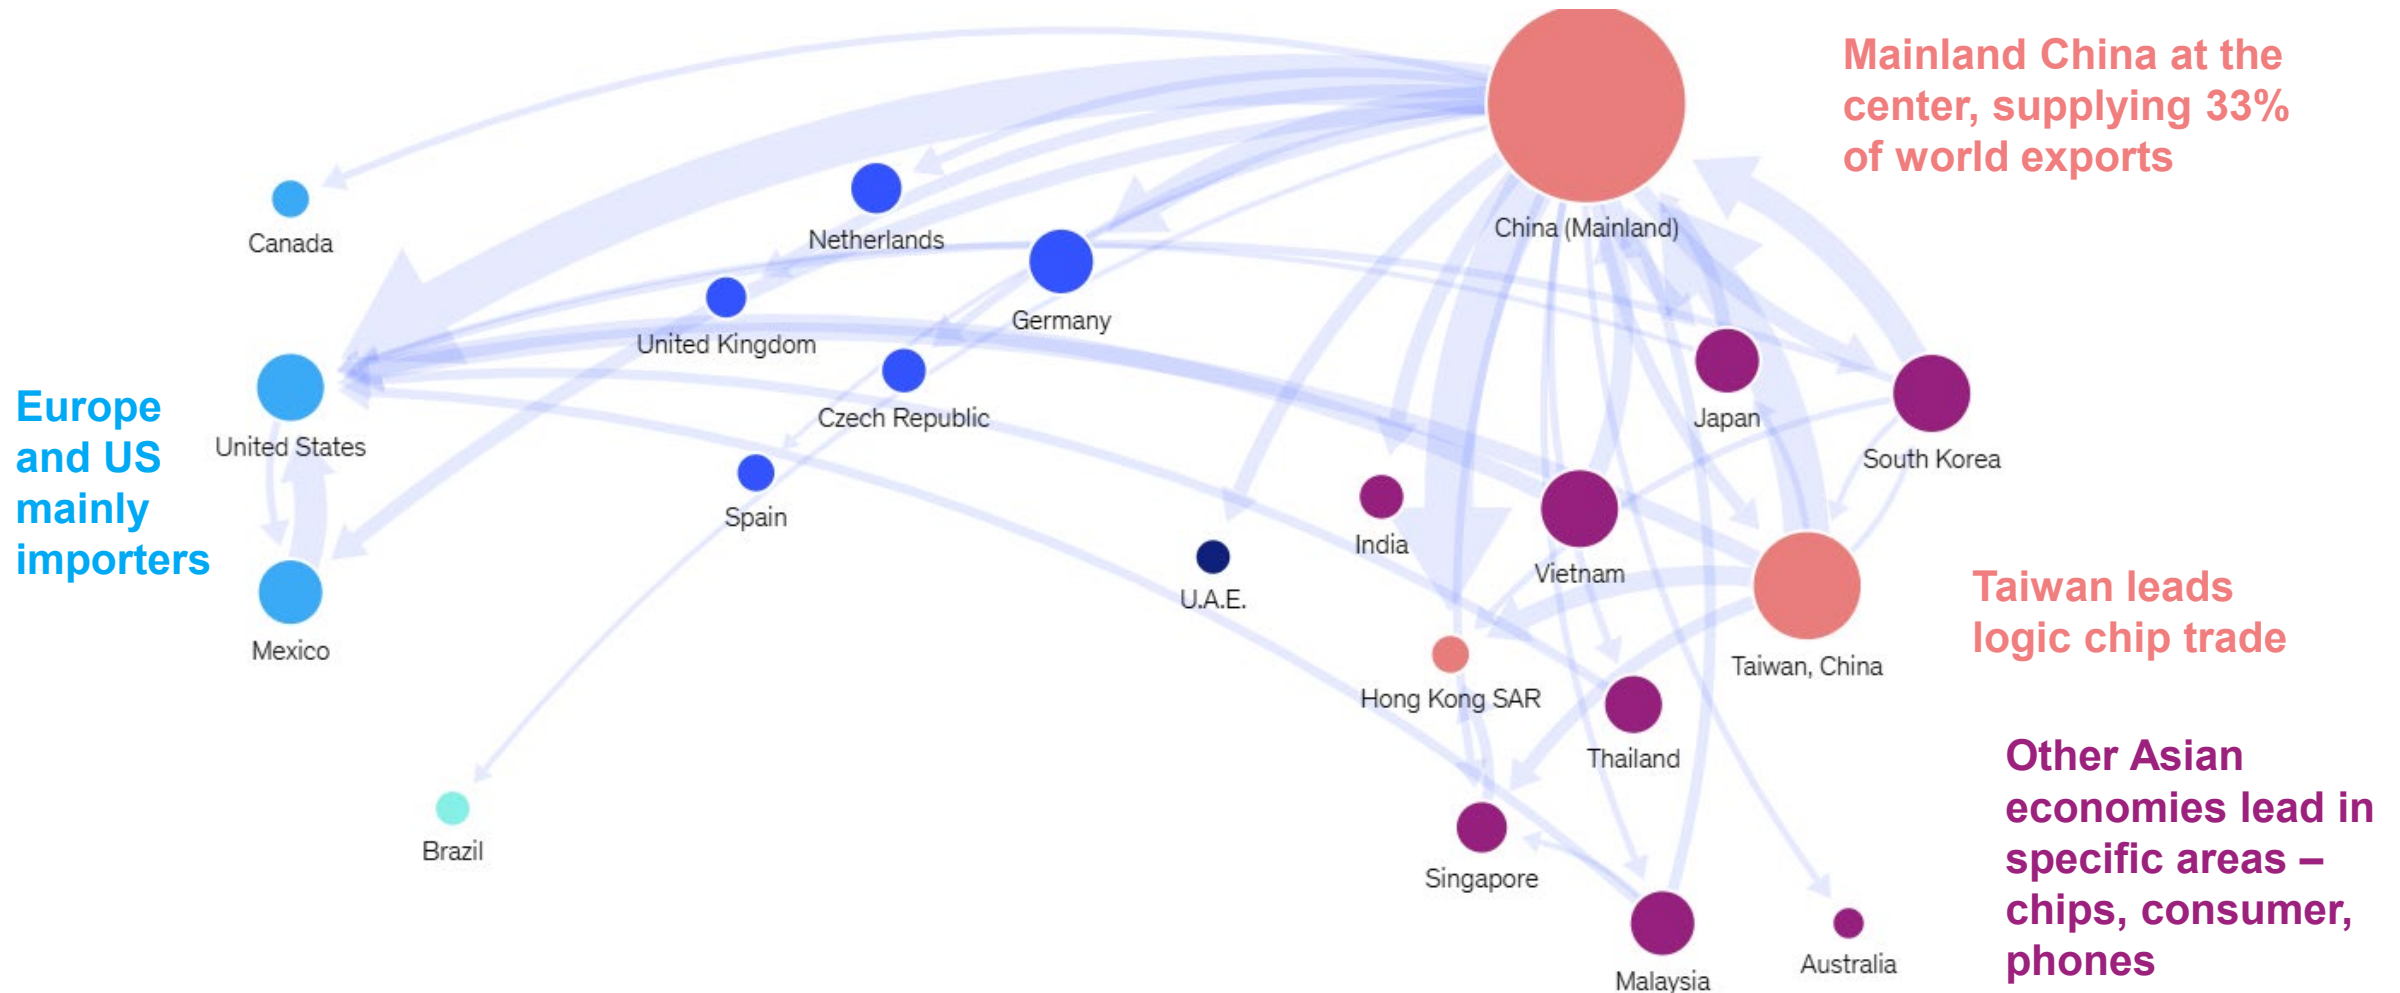 Mainland China at the
center, supplying 33%
of world exports
China (Mainland)
Canada
Netherlands
Germany
United Kingdom
Czech Republic
Europe
and US
mainly
importers
United States
Spain
Mexico
Brazil
Japan
South Korea
India
Vietnam
U.A.E.
Taiwan leads
logic chip trade
Taiwan, China
Hong Kong SAR
Thailand
Other Asian
economies lead in
specific areas –
chips, consumer,
phones
Singapore
Malaysia
Australia